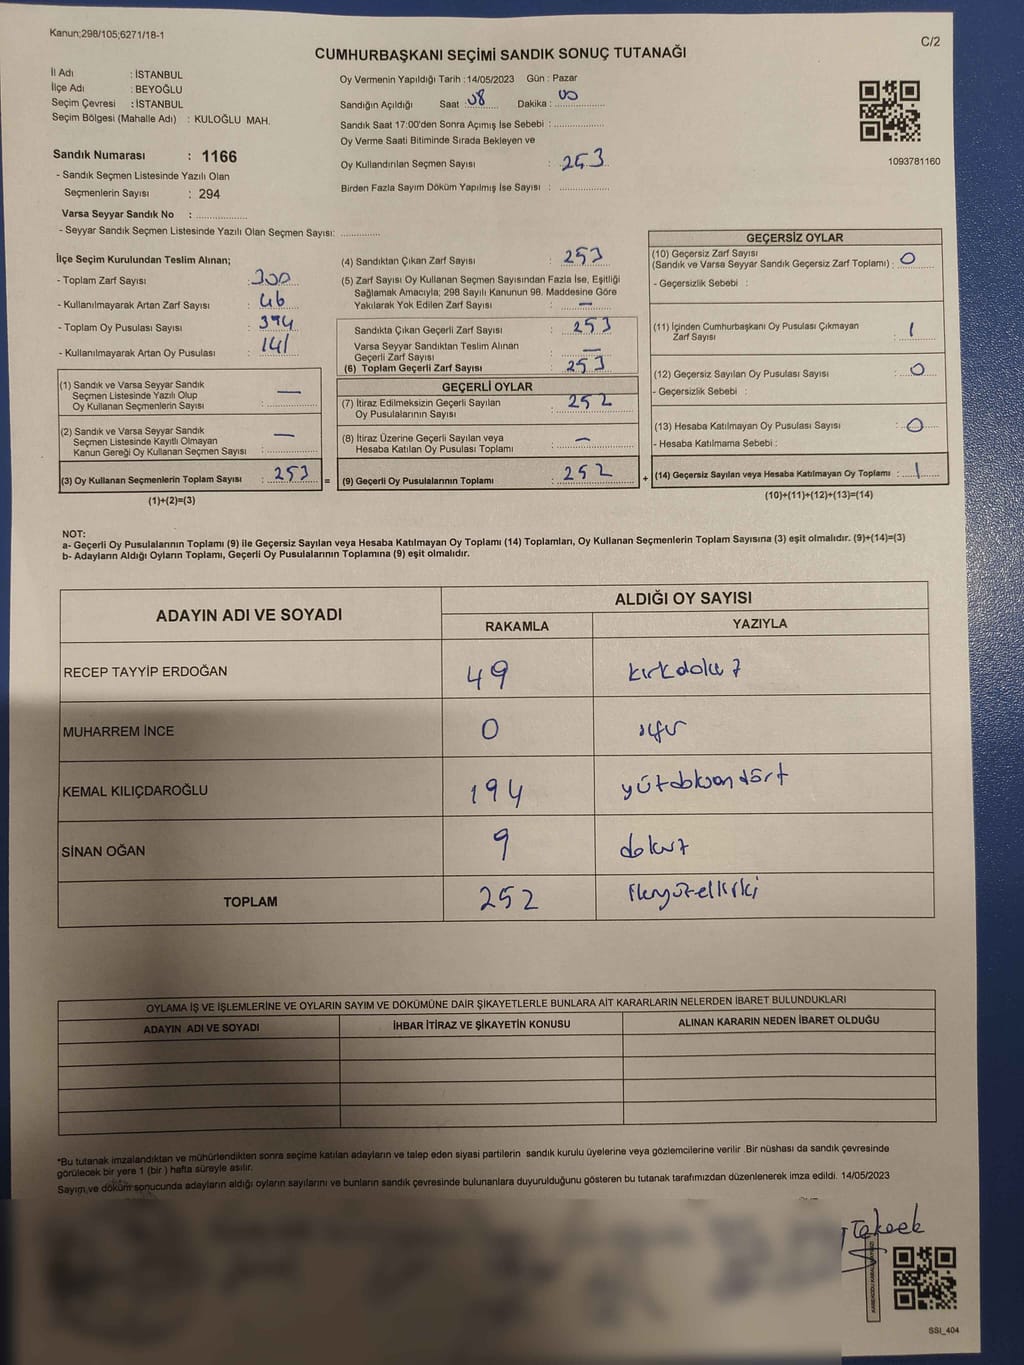 Kanun;298/105;6271/18-1
C/2
CUMHURBAŞKANI SEÇİMİ SANDIK SONUÇ TUTANAĞI
İl Adı : İSTANBUL
İlçe Adı : BEYOĞLU
Seçim Çevresi : İSTANBUL
Seçim Bölgesi (Mahalle Adı) : KULOĞLU MAH.
Sandık Numarası : 1166
- Sandık Seçmen Listesinde Yazılı Olan
Seçmenlerin Sayısı : 294
Varsa Seyyar Sandık No : ................
- Seyyar Sandık Seçmen Listesinde Yazılı Olan Seçmen Sayısı: ............
Oy Vermenin Yapıldığı Tarih : 14/05/2023 Gün : Pazar
Sandığın Açıldığı Saat : 08 Dakika : 00
Sandık Saat 17:00'den Sonra Açımış İse Sebebi : ................
Oy Verme Saati Bitiminde Sırada Bekleyen ve
Oy Kullandırılan Seçmen Sayısı : 253
Birden Fazla Sayım Döküm Yapılmış İse Sayısı : ................
1093781160
İlçe Seçim Kurulundan Teslim Alınan;
- Toplam Zarf Sayısı : 300
- Kullanılmayarak Artan Zarf Sayısı : 46
- Toplam Oy Pusulası Sayısı : 394
- Kullanılmayarak Artan Oy Pusulası : 141
(1) Sandık ve Varsa Seyyar Sandık
Seçmen Listesinde Yazılı Olup
Oy Kullanan Seçmenlerin Sayısı : —
(2) Sandık ve Varsa Seyyar Sandık
Seçmen Listesinde Kayıtlı Olmayan
Kanun Gereği Oy Kullanan Seçmen Sayısı : —
(3) Oy Kullanan Seçmenlerin Toplam Sayısı : 253 =
(1)+(2)=(3)
(4) Sandıktan Çıkan Zarf Sayısı : 253
(5) Zarf Sayısı Oy Kullanan Seçmen Sayısından Fazla İse, Eşitliği
Sağlamak Amacıyla; 298 Sayılı Kanunun 98. Maddesine Göre
Yakılarak Yok Edilen Zarf Sayısı : —
Sandıkta Çıkan Geçerli Zarf Sayısı : 253
Varsa Seyyar Sandıktan Teslim Alınan
Geçerli Zarf Sayısı : —
(6) Toplam Geçerli Zarf Sayısı : 253
GEÇERLİ OYLAR
(7) İtiraz Edilmeksizin Geçerli Sayılan
Oy Pusulalarının Sayısı : 252
(8) İtiraz Üzerine Geçerli Sayılan veya
Hesaba Katılan Oy Pusulası Toplamı : —
(9) Geçerli Oy Pusulalarının Toplamı : 252 +
GEÇERSİZ OYLAR
(10) Geçersiz Zarf Sayısı
(Sandık ve Varsa Seyyar Sandık Geçersiz Zarf Toplamı) : 0
- Geçersizlik Sebebi :
(11) İçinden Cumhurbaşkanı Oy Pusulası Çıkmayan
Zarf Sayısı : 1
(12) Geçersiz Sayılan Oy Pusulası Sayısı : 0
- Geçersizlik Sebebi :
(13) Hesaba Katılmayan Oy Pusulası Sayısı : 0
- Hesaba Katılmama Sebebi :
(14) Geçersiz Sayılan veya Hesaba Katılmayan Oy Toplamı : 1
(10)+(11)+(12)+(13)=(14)
NOT:
a- Geçerli Oy Pusulalarının Toplamı (9) ile Geçersiz Sayılan veya Hesaba Katılmayan Oy Toplamı (14) Toplamları, Oy Kullanan Seçmenlerin Toplam Sayısına (3) eşit olmalıdır. (9)+(14)=(3)
b- Adayların Aldığı Oyların Toplamı, Geçerli Oy Pusulalarının Toplamına (9) eşit olmalıdır.
ADAYIN ADI VE SOYADI
ALDIĞI OY SAYISI
RAKAMLA YAZIYLA
RECEP TAYYİP ERDOĞAN 49 kırkdokuz
MUHARREM İNCE 0 sıfır
KEMAL KILIÇDAROĞLU 194 yüzdoksandört
SİNAN OĞAN 9 dokuz
TOPLAM 252 ikiyüzelliiki
OYLAMA İŞ VE İŞLEMLERİNE VE OYLARIN SAYIM VE DÖKÜMÜNE DAİR ŞİKAYETLERLE BUNLARA AİT KARARLARIN NELERDEN İBARET BULUNDUKLARI
ADAYIN ADI VE SOYADI İHBAR İTİRAZ VE ŞİKAYETİN KONUSU ALINAN KARARIN NEDEN İBARET OLDUĞU
*Bu tutanak imzalandıktan ve mühürlendikten sonra seçime katılan adayların ve talep eden siyasi partilerin sandık kurulu üyelerine veya gözlemcilerine verilir .Bir nüshası da sandık çevresinde
görülecek bir yere 1 (bir ) hafta süreyle asılır.
Sayım ve döküm sonucunda adayların aldığı oyların sayılarını ve bunların sandık çevresinde bulunanlara duyurulduğunu gösteren bu tutanak tarafımızdan düzenlenerek imza edildi. 14/05/2023
SSI_404